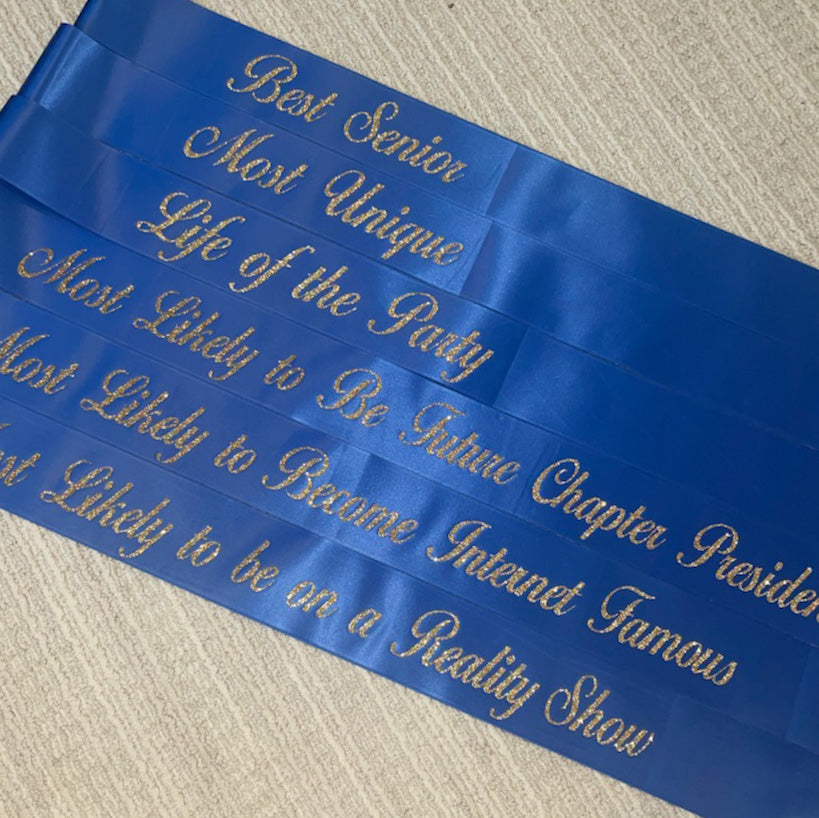 Best Senior
Most Unique
Life of the Party
Most Likely to Be Future Chapter President
Most Likely to Become Internet Famous
Likely to be on a Reality Show